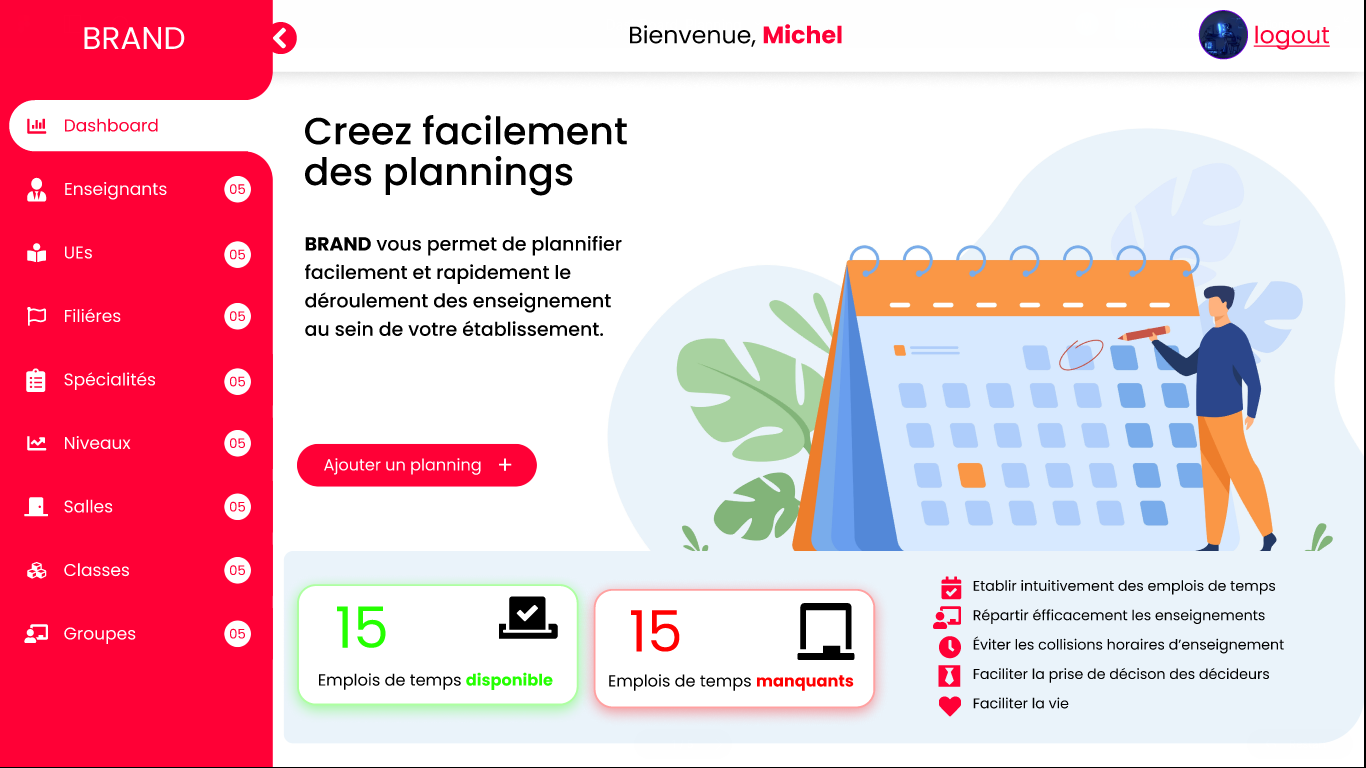 BRAND
Bienvenue, Michel
logout
Dashboard
Enseignants 05
UEs 05
Filiéres 05
Spécialités 05
Niveaux 05
Salles 05
Classes 05
Groupes 05
Creez facilement
des plannings
BRAND vous permet de plannifier
facilement et rapidement le
déroulement des enseignement
au sein de votre établissement.
Ajouter un planning +
15
Emplois de temps disponible
15
Emplois de temps manquants
Etablir intuitivement des emplois de temps
Répartir éfficacement les enseignements
Éviter les collisions horaires d'enseignement
Faciliter la prise de décison des décideurs
Faciliter la vie